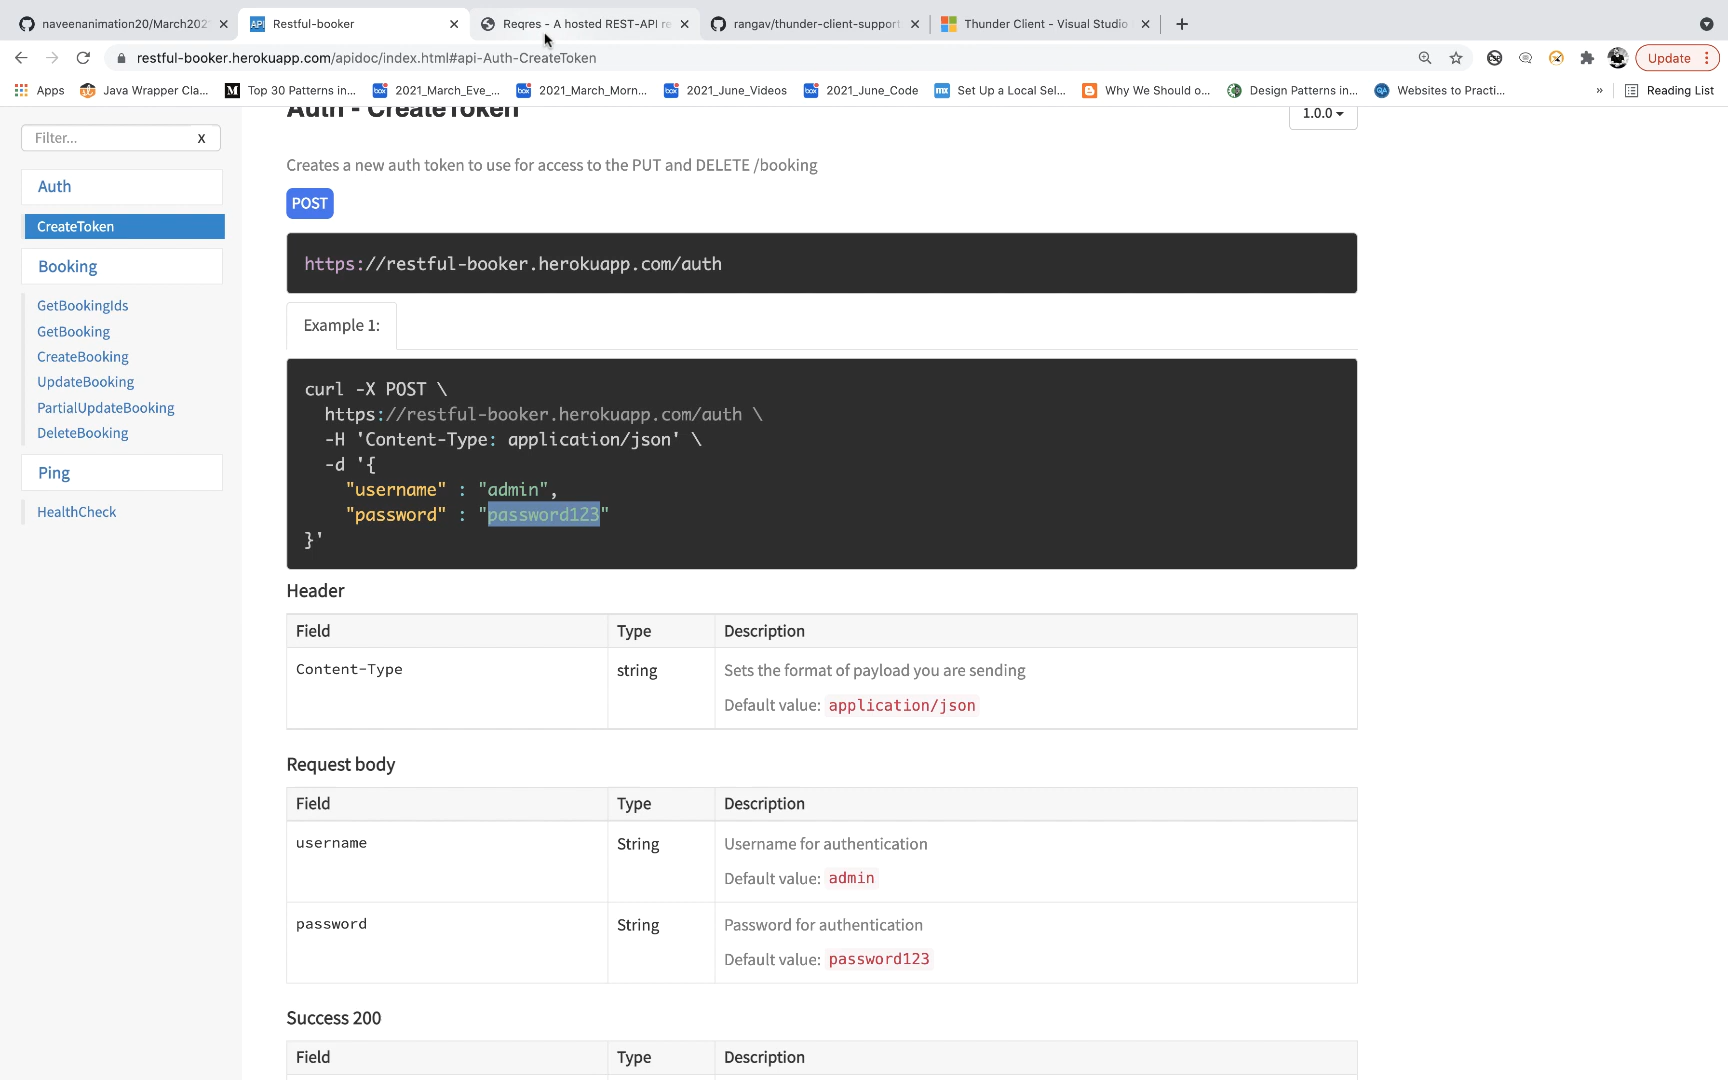 naveenanimation20/March202
Restful-booker
Reqres - A hosted REST-API re
rangav/thunder-client-support
Thunder Client - Visual Studio
restful-booker.herokuapp.com/apidoc/index.html#api-Auth-CreateToken
Update
Apps
Java Wrapper Cla...
Top 30 Patterns in...
2021_March_Eve_...
2021_March_Morn...
2021_June_Videos
2021_June_Code
Set Up a Local Sel...
Why We Should o...
Design Patterns in...
Websites to Practi...
»
Reading List
Filter...
X
Auth
CreateToken
Booking
GetBookingIds
GetBooking
CreateBooking
UpdateBooking
PartialUpdateBooking
DeleteBooking
Ping
HealthCheck
Auth - CreateToken
1.0.0
Creates a new auth token to use for access to the PUT and DELETE /booking
POST
https://restful-booker.herokuapp.com/auth
Example 1:
curl -X POST \
https://restful-booker.herokuapp.com/auth \
-H 'Content-Type: application/json' \
-d '{
"username" : "admin",
"password" : "password123"
}'
Header
Field Type Description
Content-Type string Sets the format of payload you are sending
Default value: application/json
Request body
Field Type Description
username String Username for authentication
Default value: admin
password String Password for authentication
Default value: password123
Success 200
Field Type Description